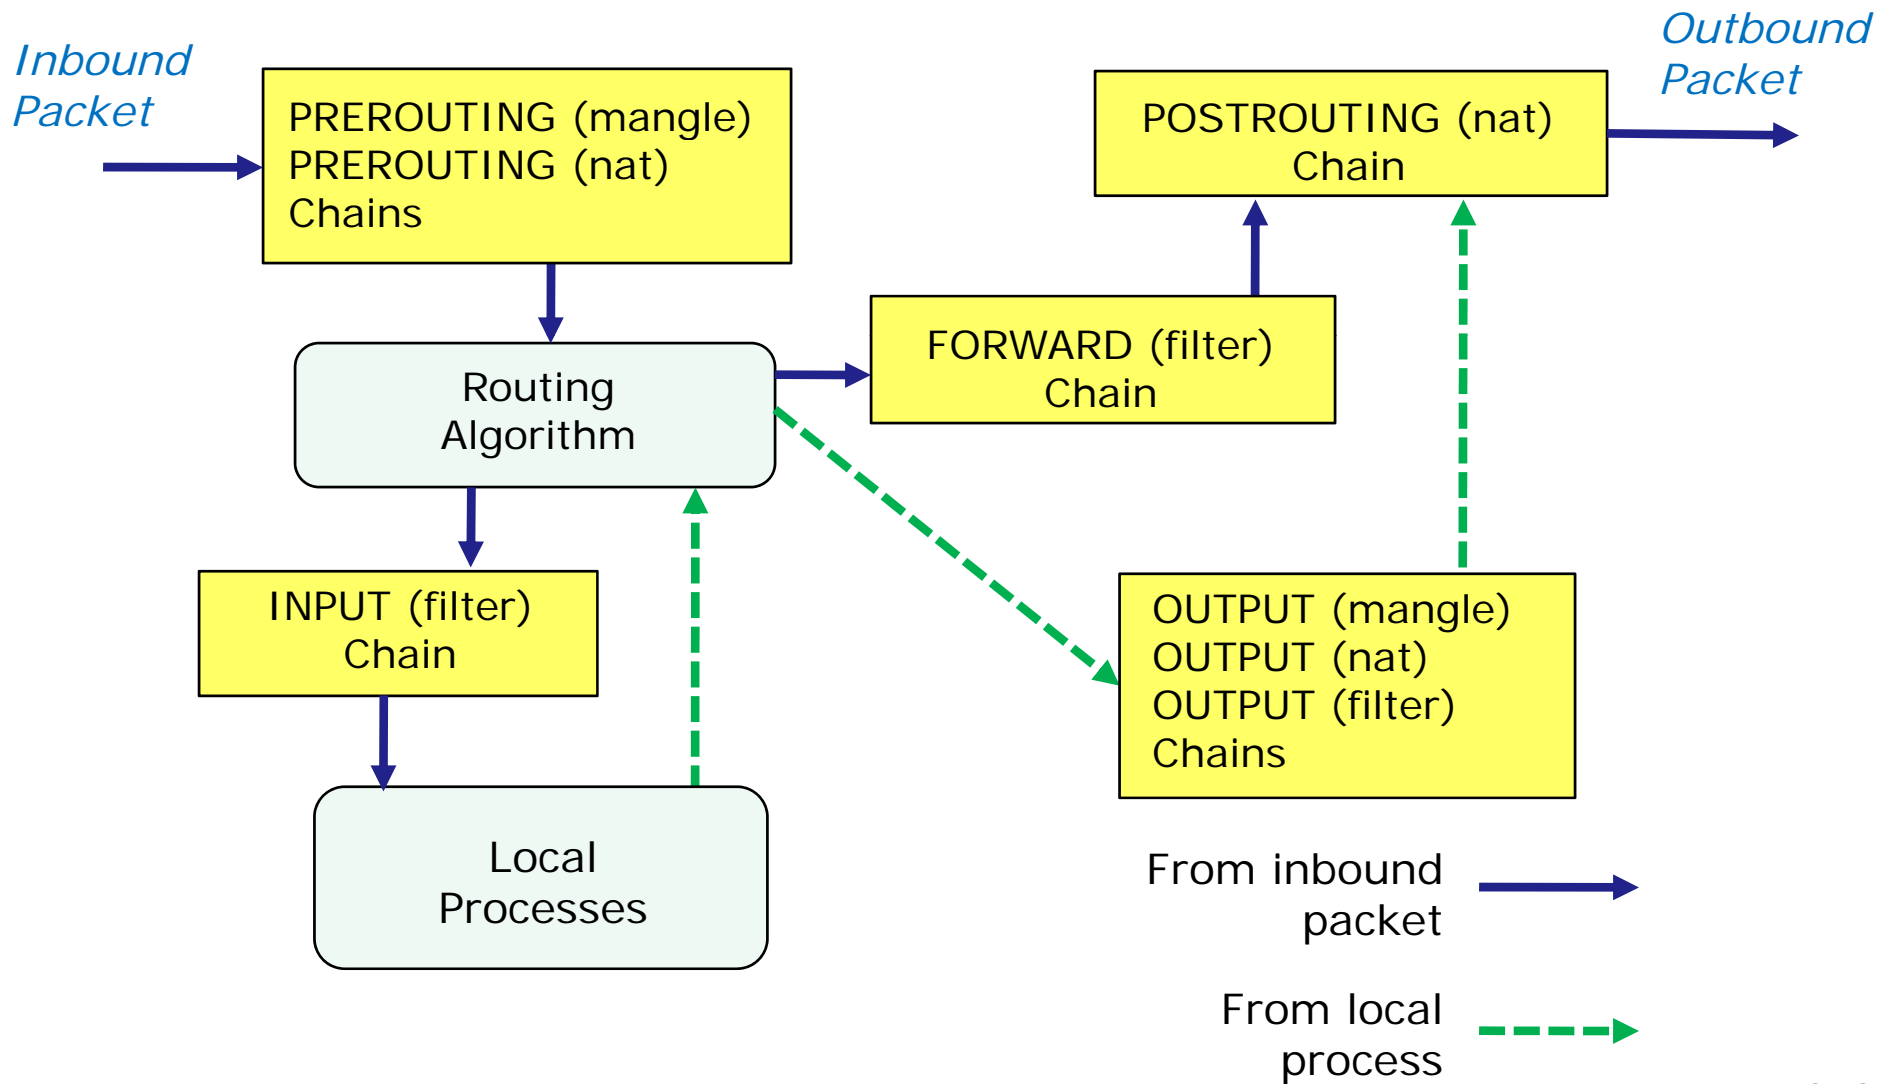 Inbound
Packet
Outbound
Packet
PREROUTING (mangle)
PREROUTING (nat)
Chains
POSTROUTING (nat)
Chain
FORWARD (filter)
Chain
Routing
Algorithm
INPUT (filter)
Chain
OUTPUT (mangle)
OUTPUT (nat)
OUTPUT (filter)
Chains
Local
Processes
From inbound
packet
From local
process